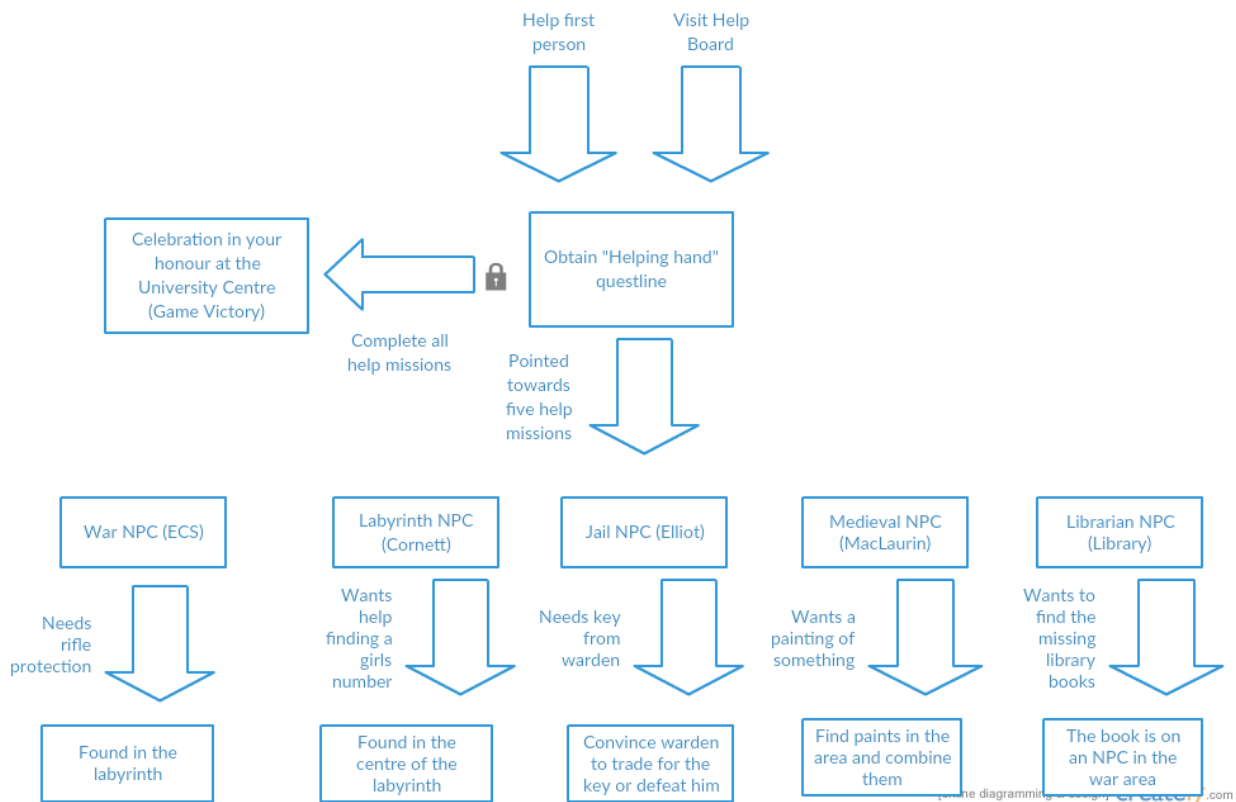 Help first
person
Visit Help
Board
Celebration in your
honour at the
University Centre
(Game Victory)
Obtain "Helping hand"
questline
Complete all
help missions
Pointed
towards
five help
missions
War NPC (ECS)
Labyrinth NPC
(Cornett)
Jail NPC (Elliot)
Medieval NPC
(MacLaurin)
Librarian NPC
(Library)
Needs
rifle
protection
Wants
help
finding a
girls
number
Needs key
from
warden
Wants a
painting of
something
Wants to
find the
missing
library
books
Found in the
labyrinth
Found in the
centre of the
labyrinth
Convince warden
to trade for the
key or defeat him
Find paints in the
area and combine
them
The book is on
an NPC in the
war area
diagramming .com